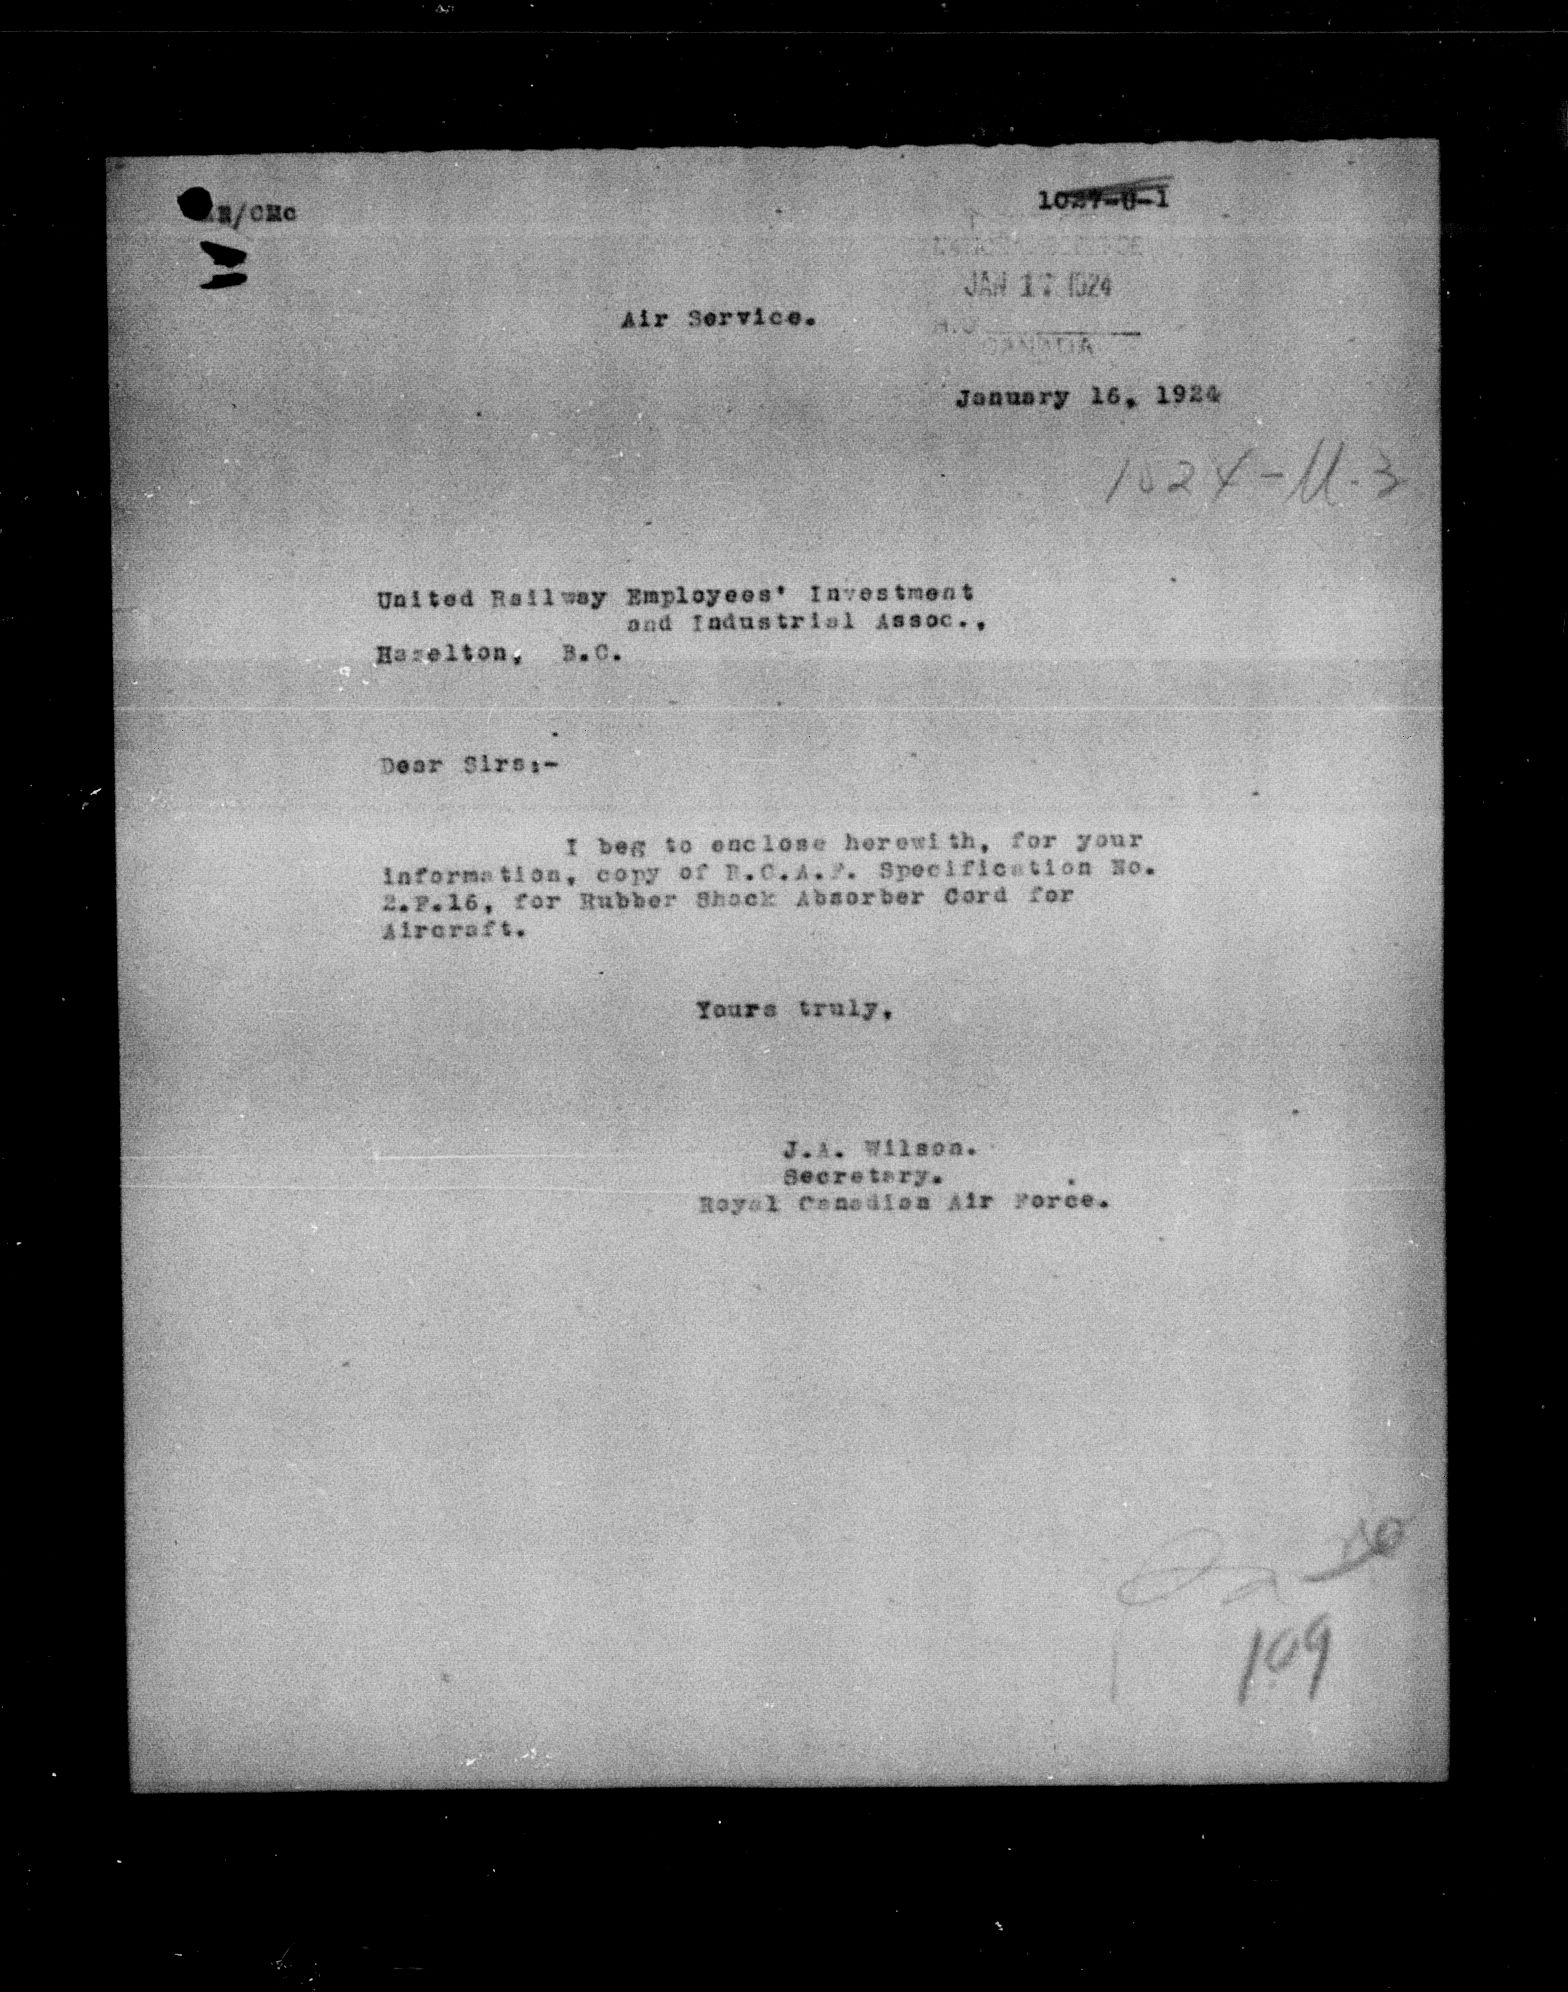 R/CMc
1027-U-1
NATIONAL DEFENCE
JAN 17 1924
H.Q.
CANADA
Air Service.
January 16, 1924
1024-U-3
United Railway Employees' Investment
and Industrial Assoc.,
Hazelton, B.C.
Dear Sirs:-
I beg to enclose herewith, for your
information, copy of R.C.A.F. Specification No.
2.F.16, for Rubber Shock Absorber Cord for
Aircraft.
Yours truly,
J.A. Wilson.
Secretary.
Royal Canadian Air Force.
109